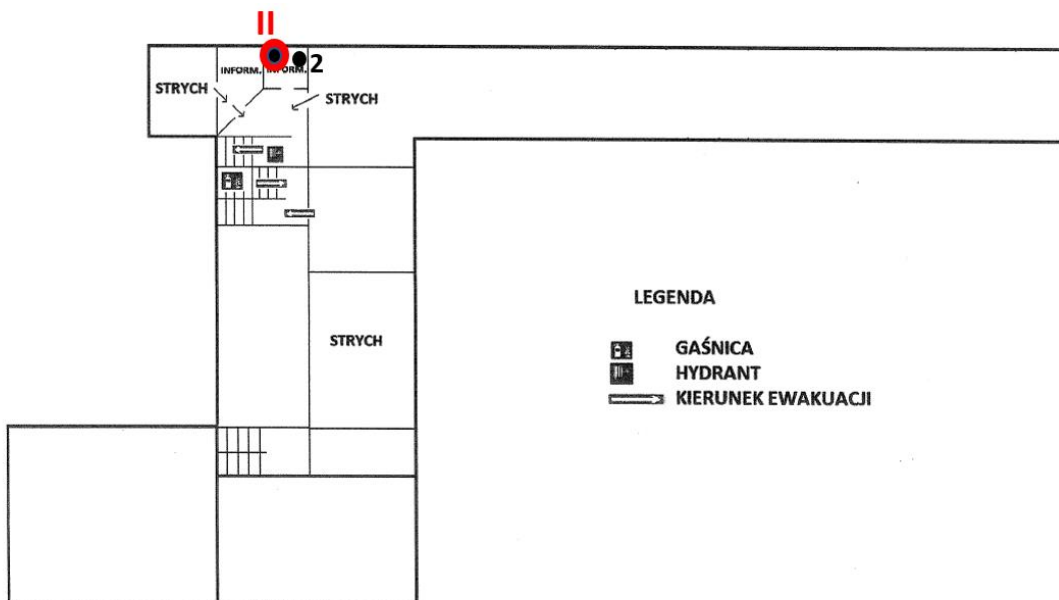 II
2
INFORM.
INFORM.
STRYCH
STRYCH
STRYCH
LEGENDA
GAŚNICA
HYDRANT
KIERUNEK EWAKUACJI